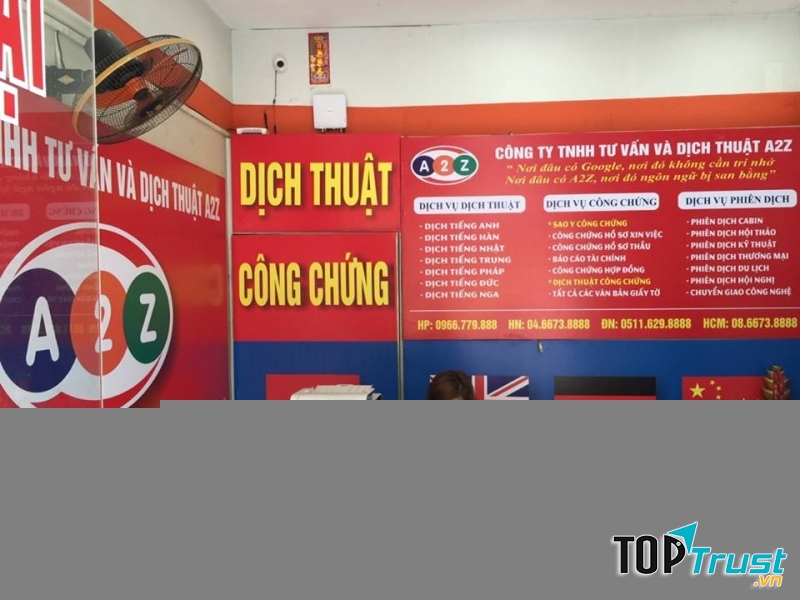 NHH TƯ VẤN VÀ DỊCH THUẬT A2Z
A2Z
DỊCH THUẬT
CÔNG CHỨNG
A2Z
CÔNG TY TNHH TƯ VẤN VÀ DỊCH THUẬT A2Z
“ Nơi đâu có Google, nơi đó không cần trí nhớ
Nơi đâu có A2Z, nơi đó ngôn ngữ bị san bằng”
DỊCH VỤ DỊCH THUẬT
- DỊCH TIẾNG ANH
- DỊCH TIẾNG HÀN
- DỊCH TIẾNG NHẬT
- DỊCH TIẾNG TRUNG
- DỊCH TIẾNG PHÁP
- DỊCH TIẾNG ĐỨC
- DỊCH TIẾNG NGA
DỊCH VỤ CÔNG CHỨNG
* SAO Y CÔNG CHỨNG
- CÔNG CHỨNG HỒ SƠ XIN VIỆC
- CÔNG CHỨNG HỒ SƠ THẦU
- BÁO CÁO TÀI CHÍNH
- CÔNG CHỨNG HỢP ĐỒNG
* DỊCH THUẬT CÔNG CHỨNG
- TẤT CẢ CÁC VĂN BẢN GIẤY TỜ
DỊCH VỤ PHIÊN DỊCH
- PHIÊN DỊCH CABIN
- PHIÊN DỊCH HỘI THẢO
- PHIÊN DỊCH KỸ THUẬT
- PHIÊN DỊCH THƯƠNG MẠI
- PHIÊN DỊCH DU LỊCH
- PHIÊN DỊCH HỘI NGHỊ
- CHUYỂN GIAO CÔNG NGHỆ
HP: 0966.779.888 HN: 04.6673.8888 ĐN: 0511.629.8888 HCM: 08.6673.8888
TOPTrust.vn